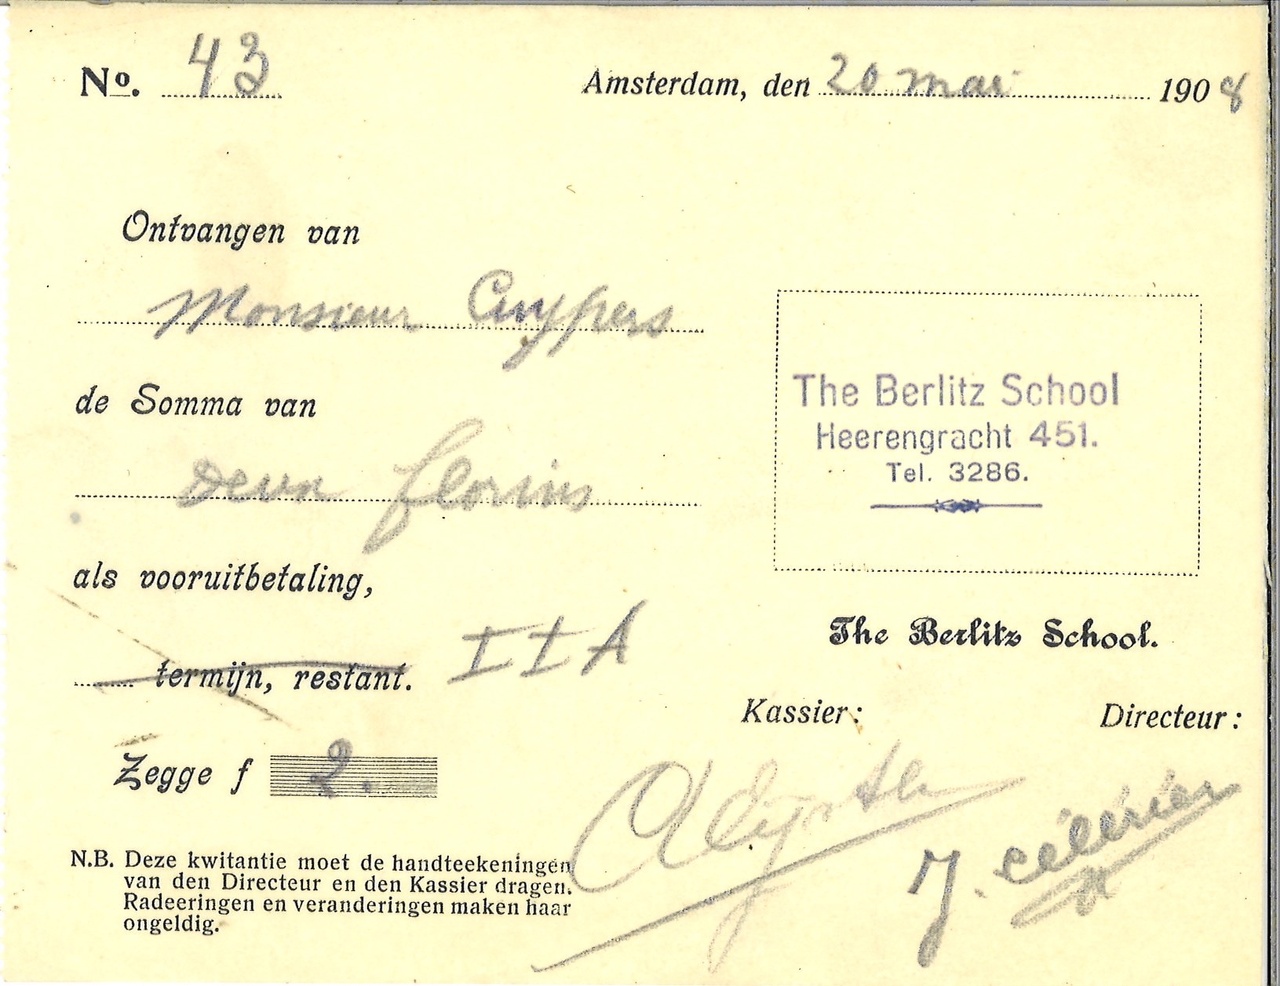 No. 43
Amsterdam, den 20 mai 1908
Ontvangen van
Monsieur Cuypers
de Somma van
deux florins
als vooruitbetaling,
termijn, restant. IIA
Zegge f 2.
The Berlitz School
Heerengracht 451.
Tel. 3286.
The Berlitz School.
Kassier:
Directeur:
J. Célérier
N.B. Deze kwitantie moet de handteekeningen
van den Directeur en den Kassier dragen.
Radeeringen en veranderingen maken haar
ongeldig.